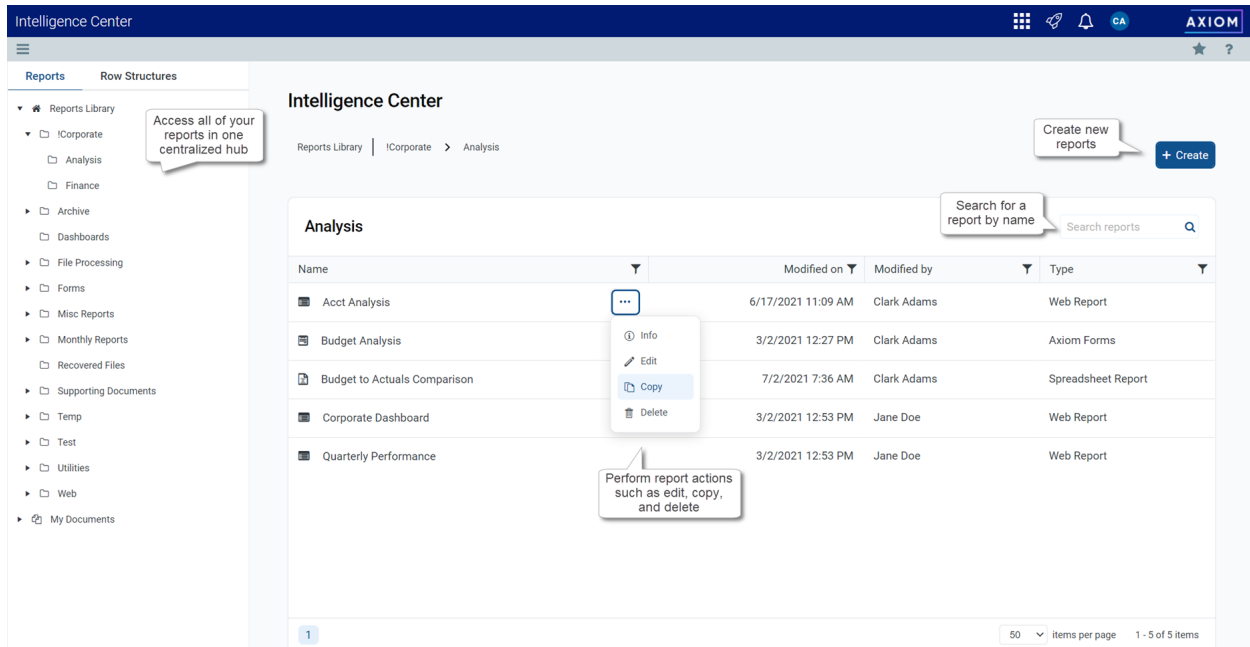 Intelligence Center
CA
AXIOM
?
Reports
Row Structures
Reports Library
!Corporate
Analysis
Finance
Archive
Dashboards
File Processing
Forms
Misc Reports
Monthly Reports
Recovered Files
Supporting Documents
Temp
Test
Utilities
Web
My Documents
Access all of your
reports in one
centralized hub
Intelligence Center
Reports Library | !Corporate > Analysis
Create new
reports
+ Create
Analysis
Search for a
report by name
Search reports
Name Modified on Modified by Type
Acct Analysis ... 6/17/2021 11:09 AM Clark Adams Web Report
Budget Analysis 3/2/2021 12:27 PM Clark Adams Axiom Forms
Budget to Actuals Comparison 7/2/2021 7:36 AM Clark Adams Spreadsheet Report
Corporate Dashboard 3/2/2021 12:53 PM Jane Doe Web Report
Quarterly Performance 3/2/2021 12:53 PM Jane Doe Web Report
Info
Edit
Copy
Delete
Perform report actions
such as edit, copy,
and delete
1
50 items per page 1 - 5 of 5 items